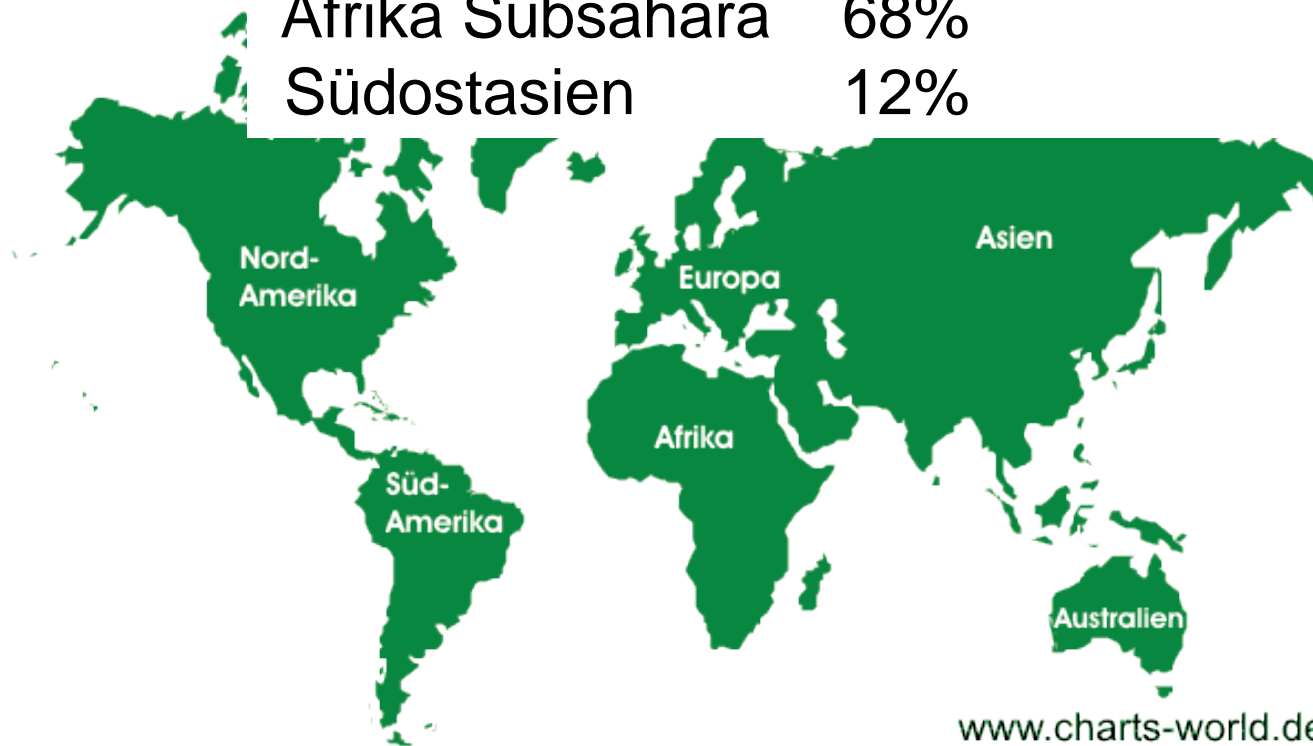 Afrika Subsahara 68%
Südostasien 12%
Asien
Nord-
Amerika
Europa
Afrika
Süd-
Amerika
Australien
www.charts-world.de